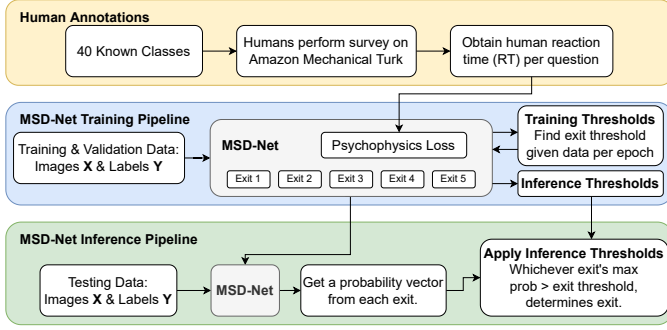 Human Annotations
40 Known Classes
Humans perform survey on
Amazon Mechanical Turk
Obtain human reaction
time (RT) per question
MSD-Net Training Pipeline
Training & Validation Data:
Images X & Labels Y
MSD-Net
Psychophysics Loss
Exit 1
Exit 2
Exit 3
Exit 4
Exit 5
Training Thresholds
Find exit threshold
given data per epoch
Inference Thresholds
MSD-Net Inference Pipeline
Testing Data:
Images X & Labels Y
MSD-Net
Get a probability vector
from each exit.
Apply Inference Thresholds
Whichever exit's max
prob > exit threshold,
determines exit.